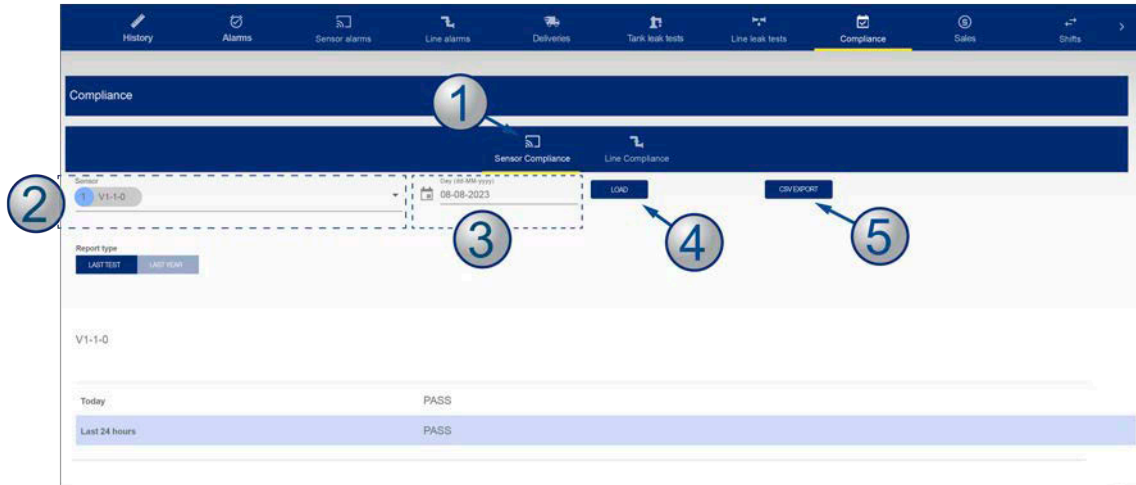 History Alarms Sensor alarms Line alarms Deliveries Tank leak tests Line leak tests Compliance Sales Shifts
Compliance
1
Sensor Compliance Line Compliance
2
Sensor
1 V1-1-0
Day (dd-MM-yyyy)
08-08-2023
LOAD
CSV EXPORT
3
4
5
Report type
LAST TEST LAST YEAR
V1-1-0
Today PASS
Last 24 hours PASS